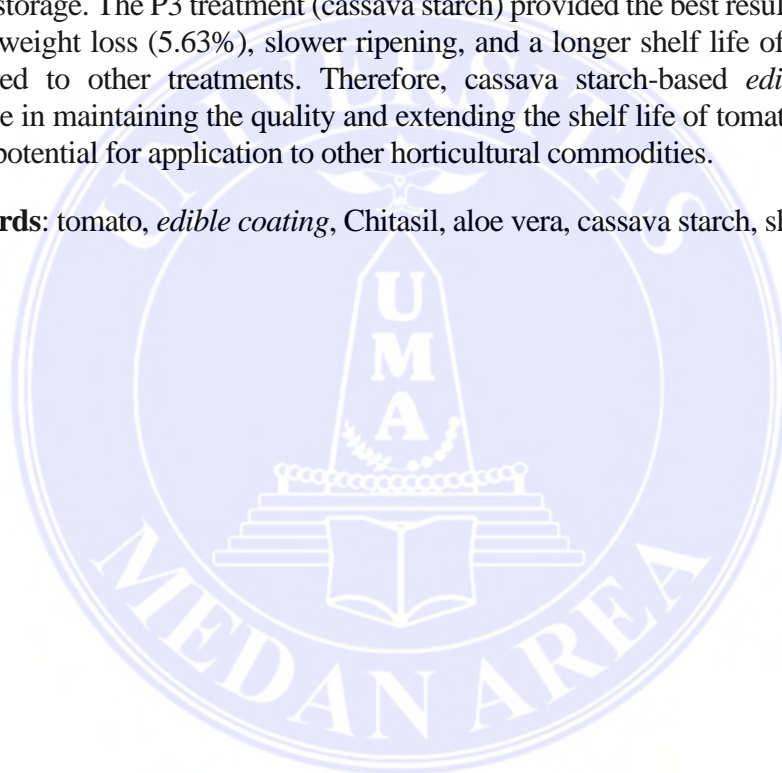 storage. The P3 treatment (cassava starch) provided the best resul
weight loss (5.63%), slower ripening, and a longer shelf life of
ed to other treatments. Therefore, cassava starch-based edi
e in maintaining the quality and extending the shelf life of tomat
potential for application to other horticultural commodities.
rds: tomato, edible coating, Chitasil, aloe vera, cassava starch, sl
UNIVERSITAS
U
M
A
MEDAN AREA